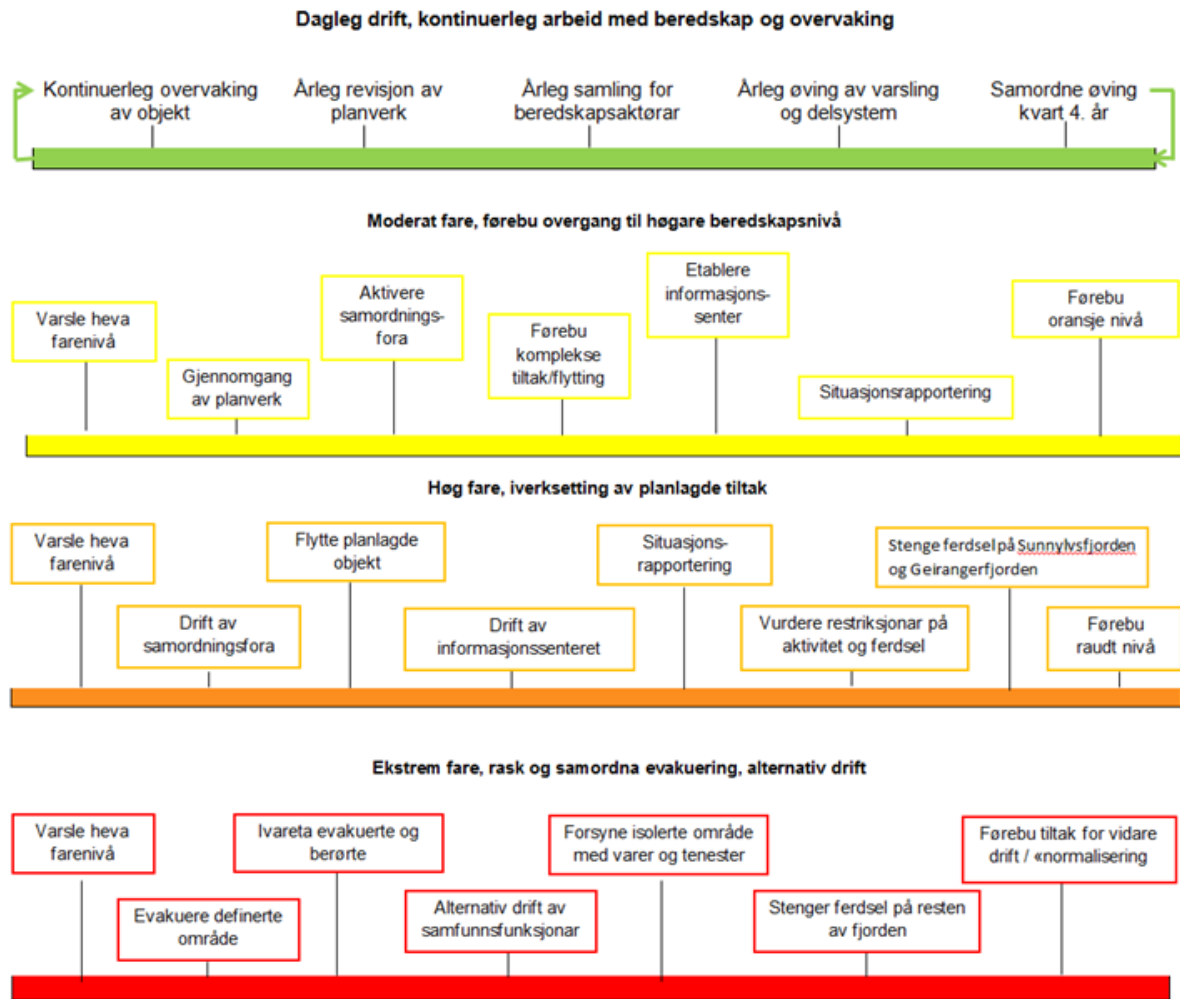 Dagleg drift, kontinuerleg arbeid med beredskap og overvaking
Kontinuerleg overvaking
av objekt
Årleg revisjon av
planverk
Årleg samling for
beredskapsaktørar
Årleg øving av varsling
og delsystem
Samordne øving
kvart 4. år
Moderat fare, førebu overgang til høgare beredskapsnivå
Varsle heva
farenivå
Gjennomgang
av planverk
Aktivere
samordnings-
fora
Førebu
komplekse
tiltak/flytting
Etablere
informasjons-
senter
Situasjonsrapportering
Førebu
oransje nivå
Høg fare, iverksetting av planlagde tiltak
Varsle heva
farenivå
Drift av
samordningsfora
Flytte planlagde
objekt
Drift av
informasjonssenteret
Situasjons-
rapportering
Vurdere restriksjonar på
aktivitet og ferdsel
Stenge ferdsel på Sunnylvsfjorden
og Geirangerfjorden
Førebu
raudt nivå
Ekstrem fare, rask og samordna evakuering, alternativ drift
Varsle heva
farenivå
Evakuere definerte
område
Ivareta evakuerte og
berørte
Alternativ drift av
samfunnsfunksjonar
Forsyne isolerte område
med varer og tenester
Stenger ferdsel på resten
av fjorden
Førebu tiltak for vidare
drift / «normalisering